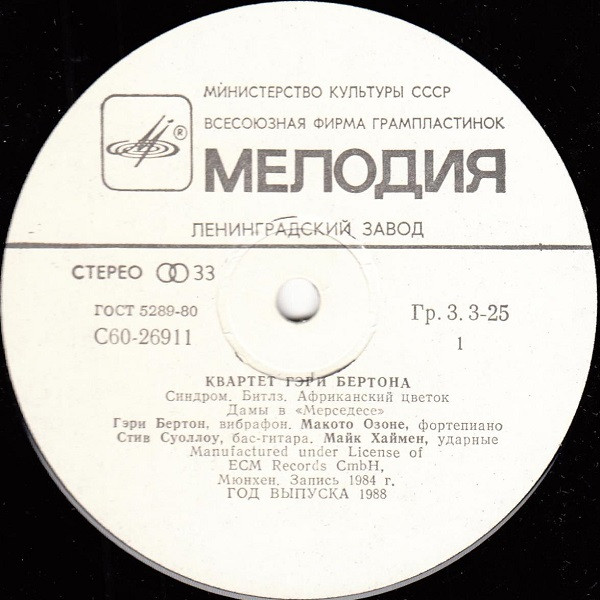 МИНИСТЕРСТВО КУЛЬТУРЫ СССР
ВСЕСОЮЗНАЯ ФИРМА ГРАМПЛАСТИНОК
®
МЕЛОДИЯ
ЛЕНИНГРАДСКИЙ ЗАВОД
СТЕРЕО 33
ГОСТ 5289-80
Гр. 3. 3-25
С60-26911
1
КВАРТЕТ ГЭРИ БЕРТОНА
Синдром. Битлз. Африканский цветок
Дамы в «Мерседесе»
Гэри Бертон, вибрафон. Макото Озоне, фортепиано
Стив Суоллоу, бас-гитара. Майк Хаймен, ударные
Manufactured under License of
ECM Records CmbH,
Мюнхен. Запись 1984 г.
ГОД ВЫПУСКА 1988